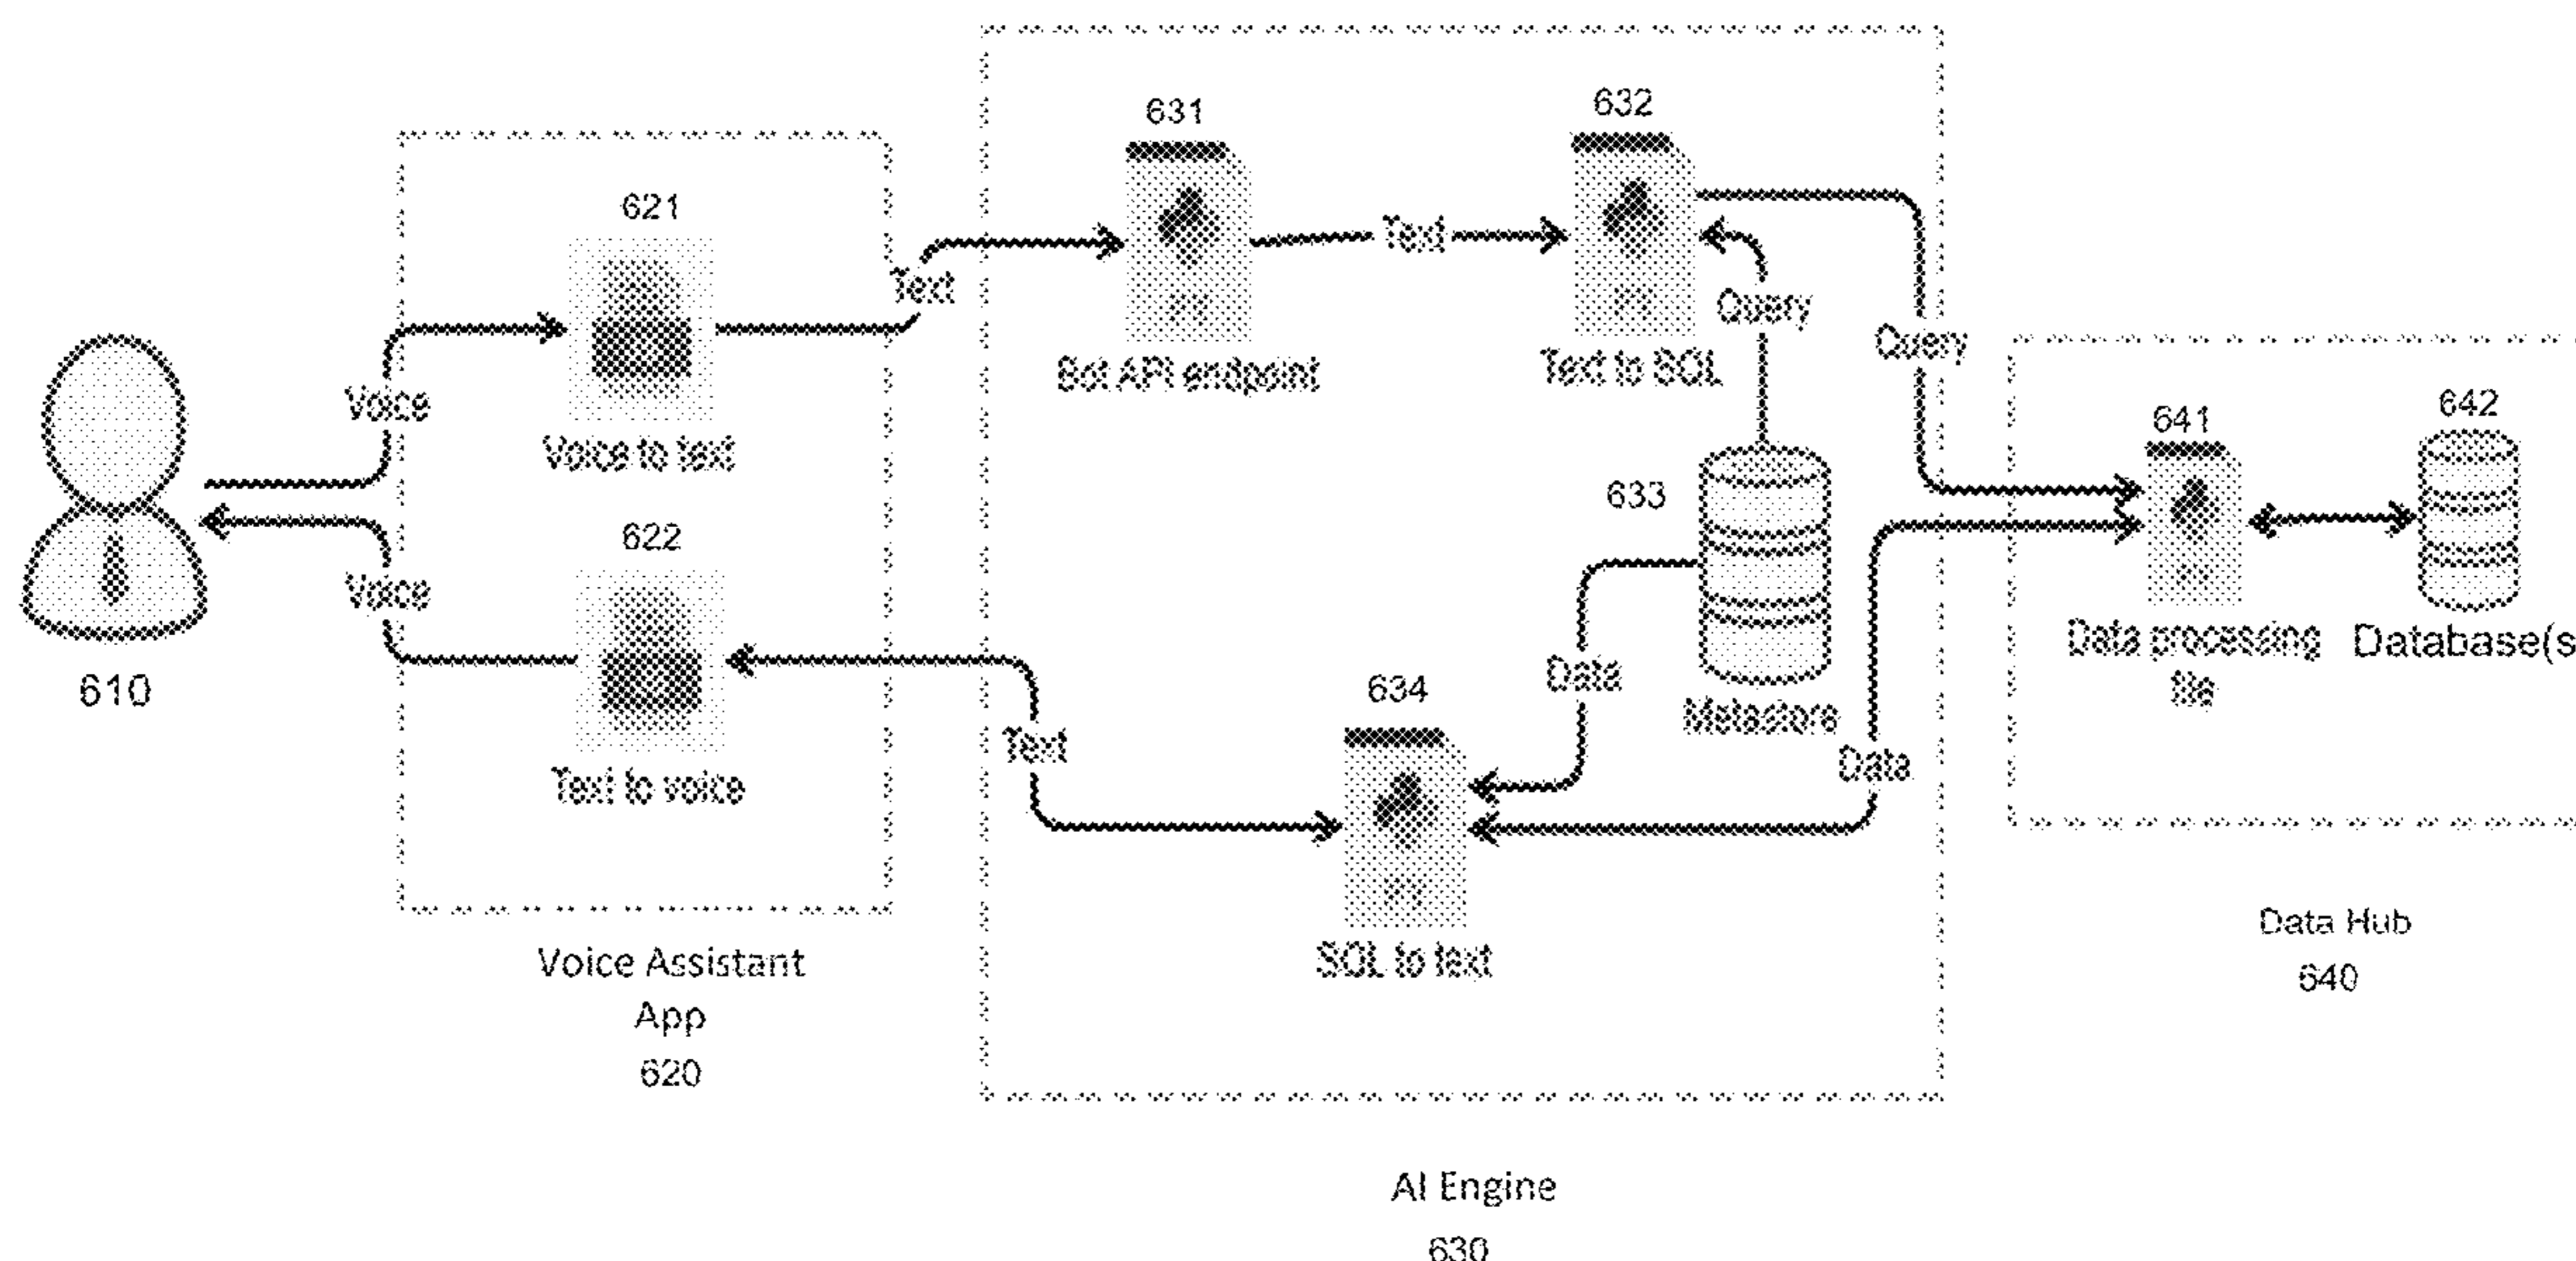 631
632
621
Text
Text
Query
Query
Voice
Bot API endpoint
Text to SQL
641
642
Voice to text
633
622
Voice
Data processing
file
Database(s
610
Data
634
Metastore
Text
Data
Text to voice
SQL to text
Voice Assistant
App
620
Data Hub
640
AI Engine
630